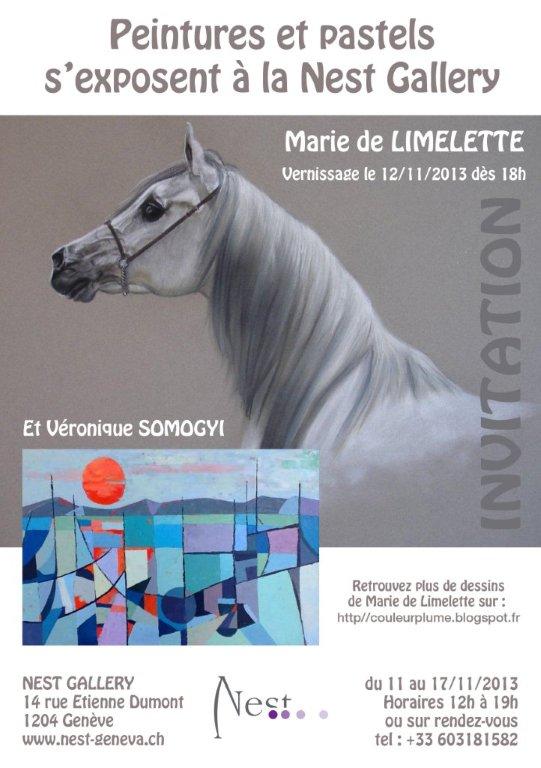 Peintures et pastels
s'exposent à la Nest Gallery
Marie de LIMELETTE
Vernissage le 12/11/2013 dès 18h
INVITATION
Et Véronique SOMOGYI
Retrouvez plus de dessins
de Marie de Limelette sur :
http//couleurplume.blogspot.fr
NEST GALLERY
14 rue Etienne Dumont
1204 Genève
www.nest-geneva.ch
Nest
du 11 au 17/11/2013
Horaires 12h à 19h
ou sur rendez-vous
tel : +33 603181582